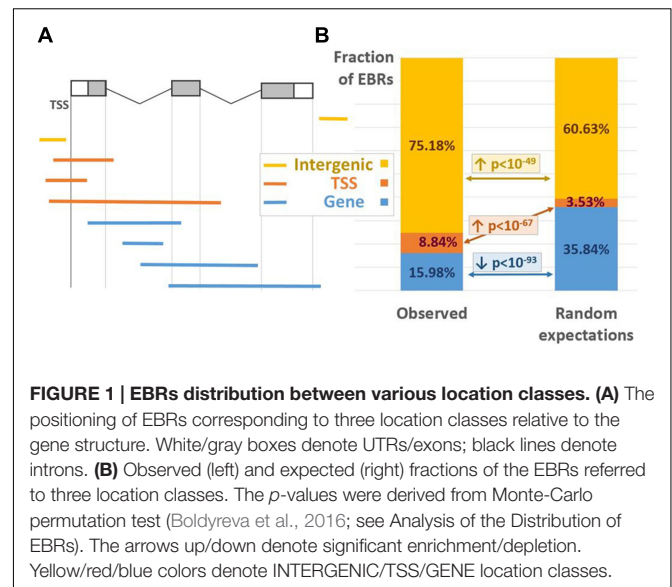 A
B
Fraction
of EBRs
TSS
75.18%
60.63%
Intergenic
TSS
Gene
↑ p<10-49
↑ p<10-67
↓ p<10-93
3.53%
8.84%
35.84%
15.98%
Observed
Random
expectations
FIGURE 1 | EBRs distribution between various location classes. (A) The
positioning of EBRs corresponding to three location classes relative to the
gene structure. White/gray boxes denote UTRs/exons; black lines denote
introns. (B) Observed (left) and expected (right) fractions of the EBRs referred
to three location classes. The p-values were derived from Monte-Carlo
permutation test (Boldyreva et al., 2016; see Analysis of the Distribution of
EBRs). The arrows up/down denote significant enrichment/depletion.
Yellow/red/blue colors denote INTERGENIC/TSS/GENE location classes.